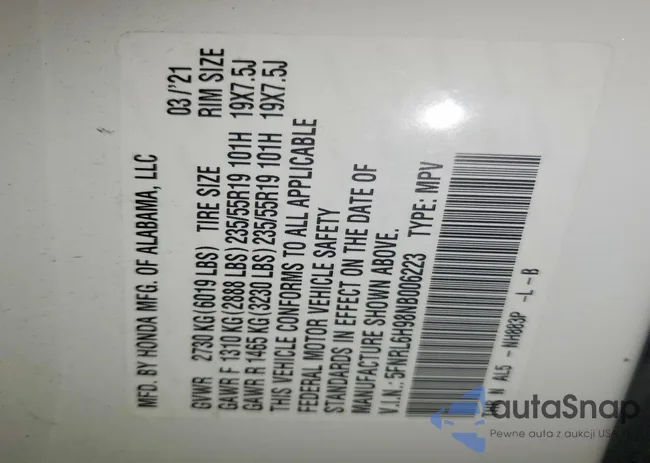 MFD. BY HONDA MFG. OF ALABAMA, LLC 03/'21
GVWR 2730 KG(6019 LBS) TIRE SIZE RIM SIZE
GAWR F 1310 KG(2888 LBS)235/55R19 101H 19X7.5J
GAWR R 1465 KG(3230 LBS)235/55R19 101H 19X7.5J
THIS VEHICLE CONFORMS TO ALL APPLICABLE
FEDERAL MOTOR VEHICLE SAFETY
STANDARDS IN EFFECT ON THE DATE OF
MANUFACTURE SHOWN ABOVE.
V.I.N.:5FNRL6H98NB006223 TYPE: MPV
N AL5 -NH883P -L-B
autaSnap
Pewne auta z aukcji USA